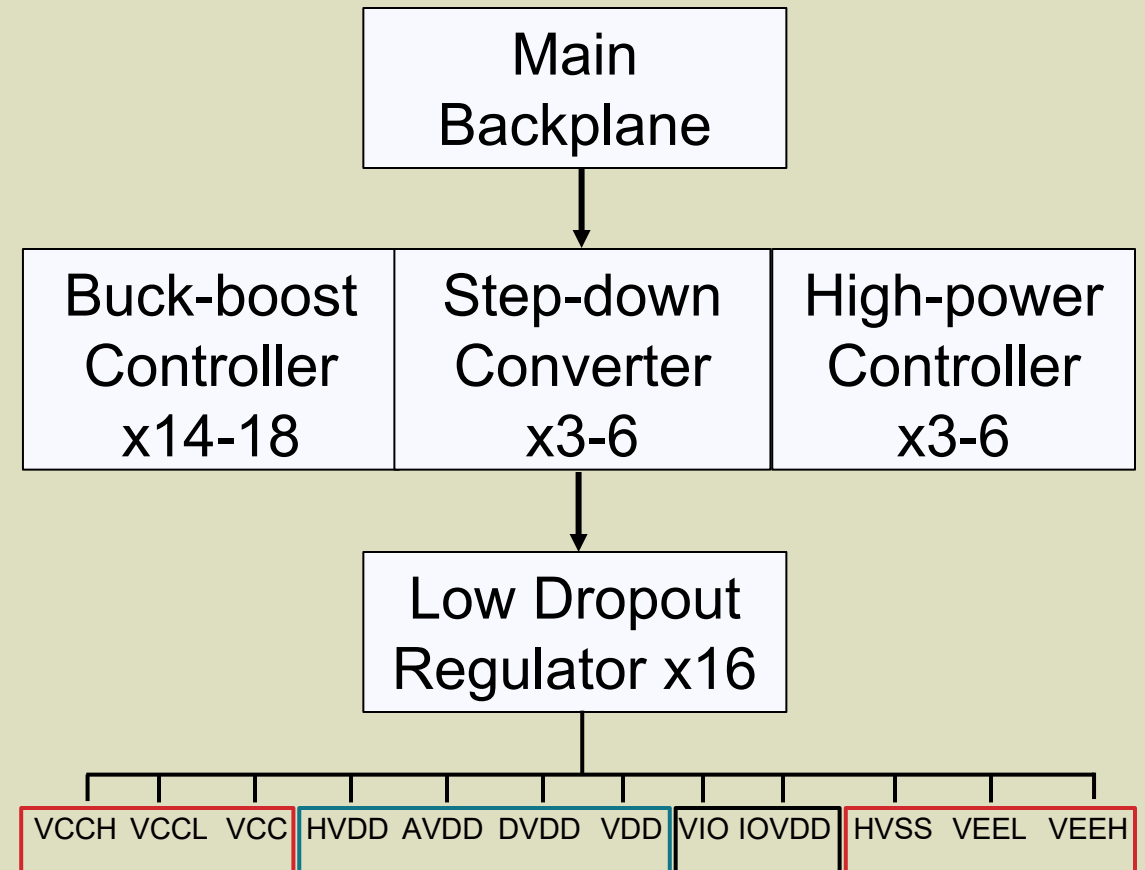 Main
Backplane
Buck-boost
Controller
x14-18
Step-down
Converter
x3-6
High-power
Controller
x3-6
Low Dropout
Regulator x16
VCCH VCCL VCC HVDD AVDD DVDD VDD VIO IOVDD HVSS VEEL VEEH